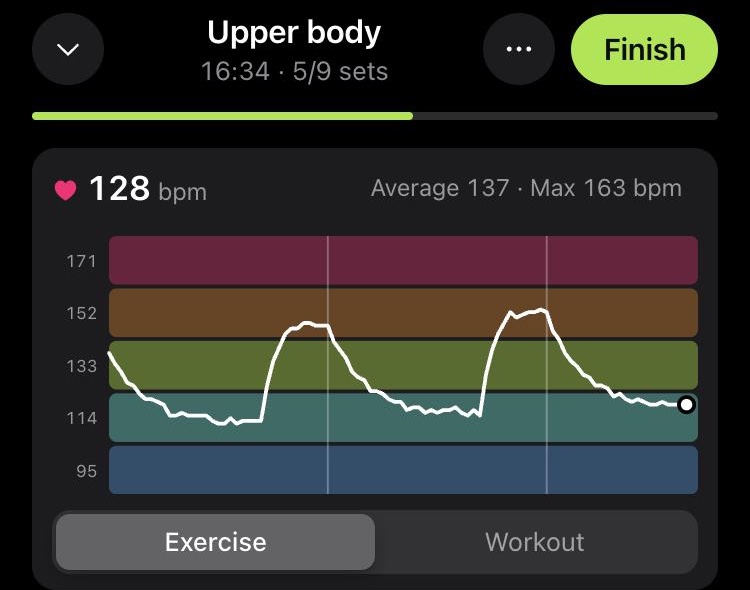 Upper body
16:34 · 5/9 sets
Finish
128 bpm
Average 137 · Max 163 bpm
171
152
133
114
95
Exercise
Workout